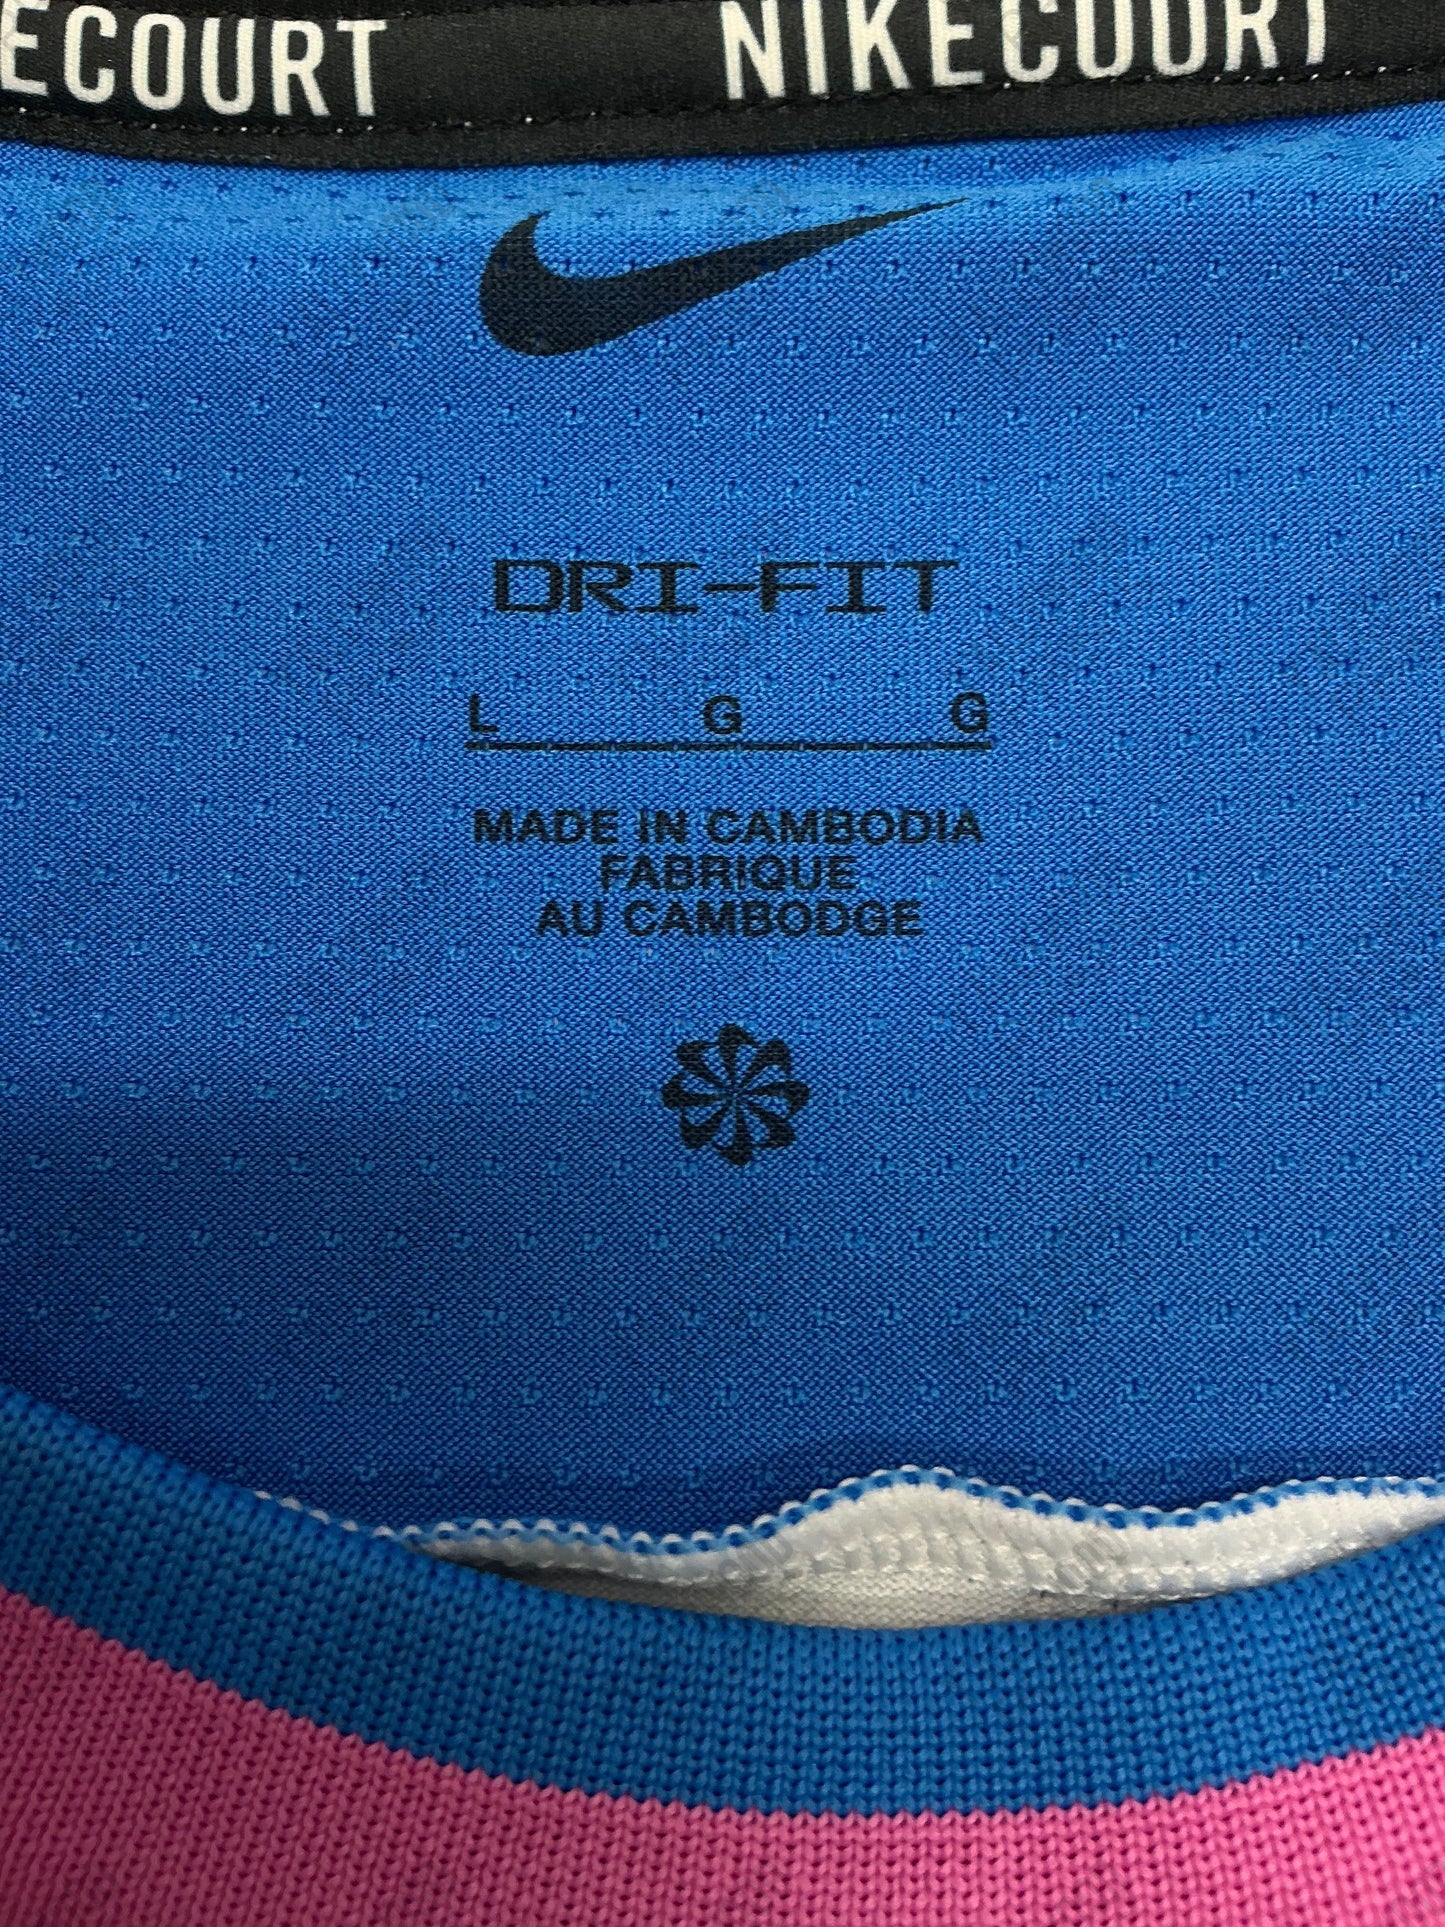 ECOURT NIKECOURT
DRI-FIT
L G G
MADE IN CAMBODIA
FABRIQUE
AU CAMBODGE